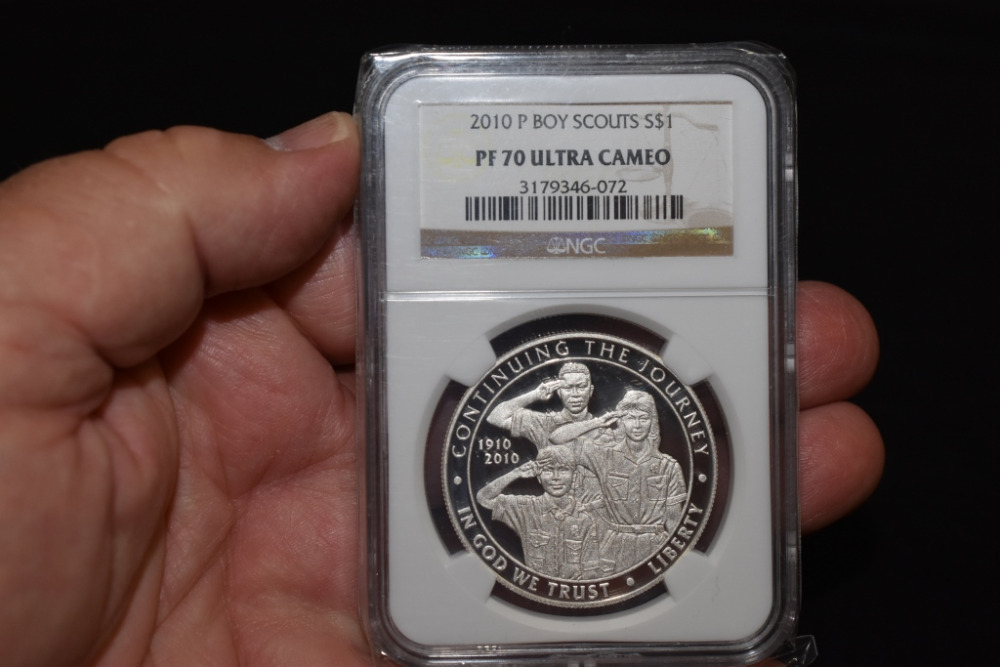 2010 P BOY SCOUTS S$1
PF 70 ULTRA CAMEO
3179346-072
NGC
CONTINUING THE JOURNEY
1910
2010
IN GOD WE TRUST • LIBERTY